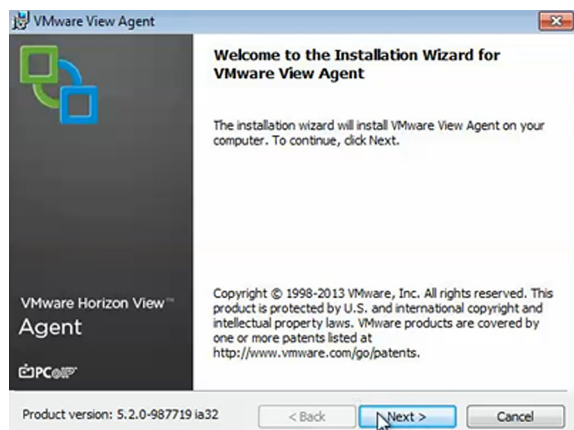 VMware View Agent
Welcome to the Installation Wizard for
VMware View Agent
The installation wizard will install VMware View Agent on your
computer. To continue, click Next.
VMware Horizon View™
Agent
PCoIP®
Copyright © 1998-2013 VMware, Inc. All rights reserved. This
product is protected by U.S. and international copyright and
intellectual property laws. VMware products are covered by
one or more patents listed at
http://www.vmware.com/go/patents.
Product version: 5.2.0-987719 ia32
< Back
Next >
Cancel